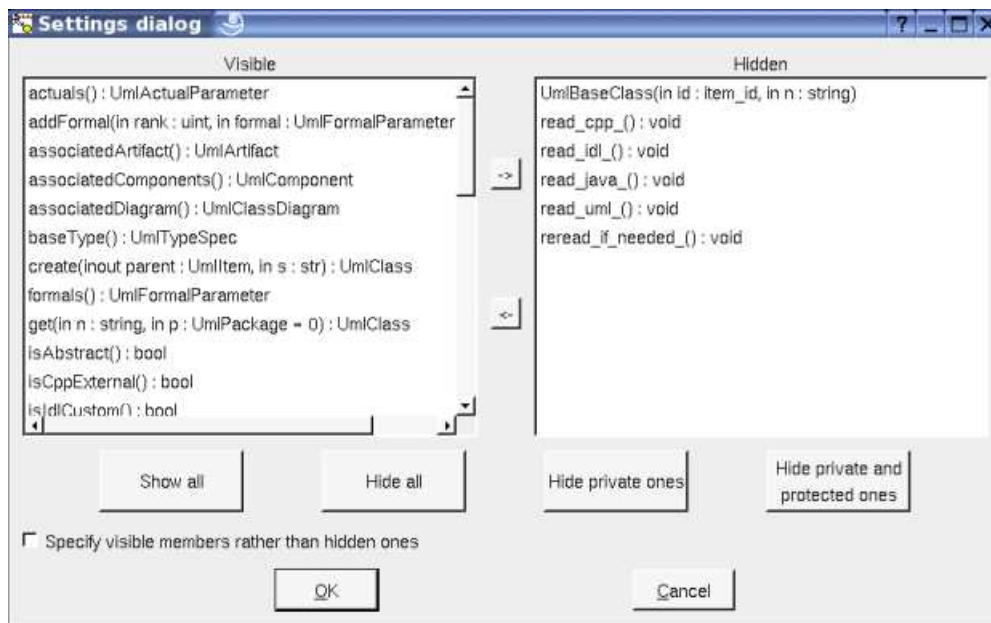 Settings dialog
Visible
Hidden
actuals() : UmlActualParameter
addFormal(in rank : uint, in formal : UmlFormalParameter
associatedArtifact() : UmlArtifact
associatedComponents() : UmlComponent
associatedDiagram() : UmlClassDiagram
baseType() : UmlTypeSpec
create(inout parent : UmlItem, in s : str) : UmlClass
formals() : UmlFormalParameter
get(in n : string, in p : UmlPackage = 0) : UmlClass
isAbstract() : bool
isCppExternal() : bool
isIdlCustom() : bool
->
<-
UmlBaseClass(in id : item_id, in n : string)
read_cpp_() : void
read_idl_() : void
read_java_() : void
read_uml_() : void
reread_if_needed_() : void
Show all
Hide all
Hide private ones
Hide private and
protected ones
Specify visible members rather than hidden ones
OK
Cancel